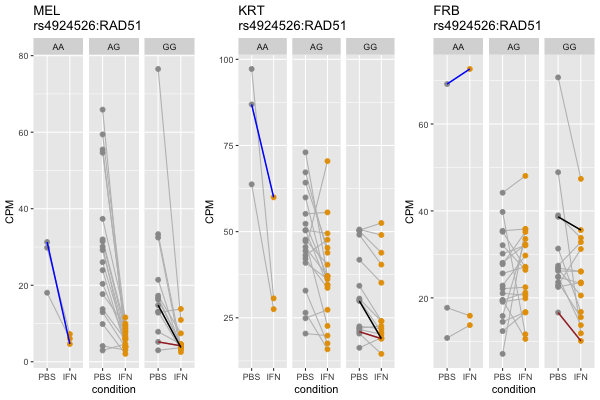 MEL
rs4924526:RAD51
AA AG GG
CPM
80
60
40
20
0
PBS IFN PBS IFN PBS IFN
condition
KRT
rs4924526:RAD51
AA AG GG
CPM
100
75
50
25
PBS IFN PBS IFN PBS IFN
condition
FRB
rs4924526:RAD51
AA AG GG
CPM
60
40
20
PBS IFN PBS IFN PBS IFN
condition